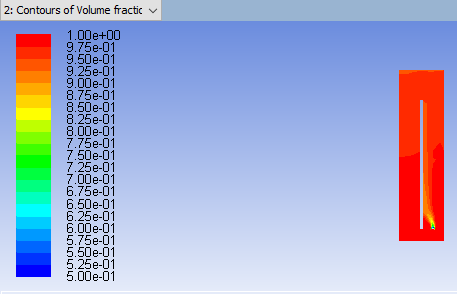 2: Contours of Volume fractic
1.00e+00
9.75e-01
9.50e-01
9.25e-01
9.00e-01
8.75e-01
8.50e-01
8.25e-01
8.00e-01
7.75e-01
7.50e-01
7.25e-01
7.00e-01
6.75e-01
6.50e-01
6.25e-01
6.00e-01
5.75e-01
5.50e-01
5.25e-01
5.00e-01